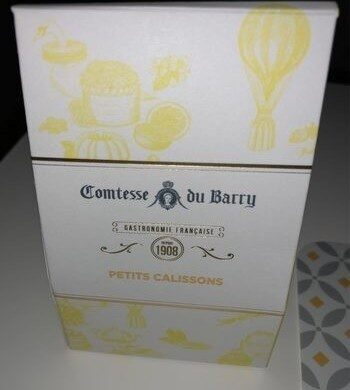 Comtesse du Barry
GASTRONOMIE FRANÇAISE
DEPUIS
1908
PETITS CALISSONS